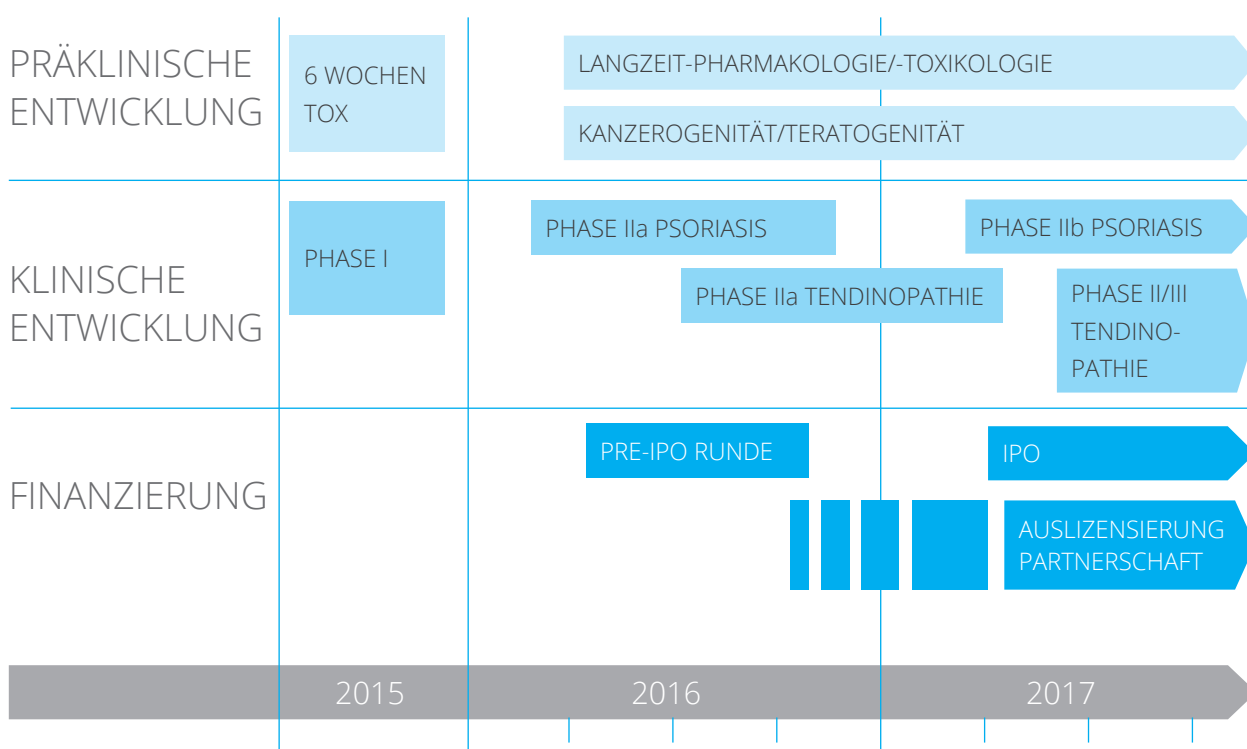 PRÄKLINISCHE
ENTWICKLUNG
6 WOCHEN
TOX
LANGZEIT-PHARMAKOLOGIE/-TOXIKOLOGIE
KANZEROGENITÄT/TERATOGENITÄT
KLINISCHE
ENTWICKLUNG
PHASE I
PHASE IIa PSORIASIS
PHASE IIa TENDINOPATHIE
PHASE IIb PSORIASIS
PHASE II/III
TENDINO-
PATHIE
FINANZIERUNG
PRE-IPO RUNDE
IPO
AUSLIZENSIERUNG
PARTNERSCHAFT
2015
2016
2017